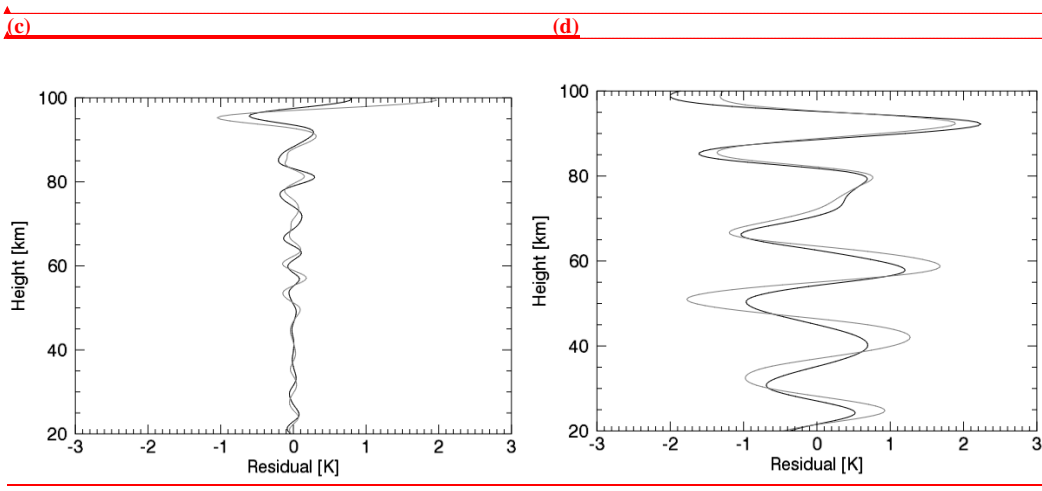 (c) (d)
100 100
80 80
60 60
40 40
20 20
Height [km] Height [km]
-3 -2 -1 0 1 2 3 -3 -2 -1 0 1 2 3
Residual [K] Residual [K]